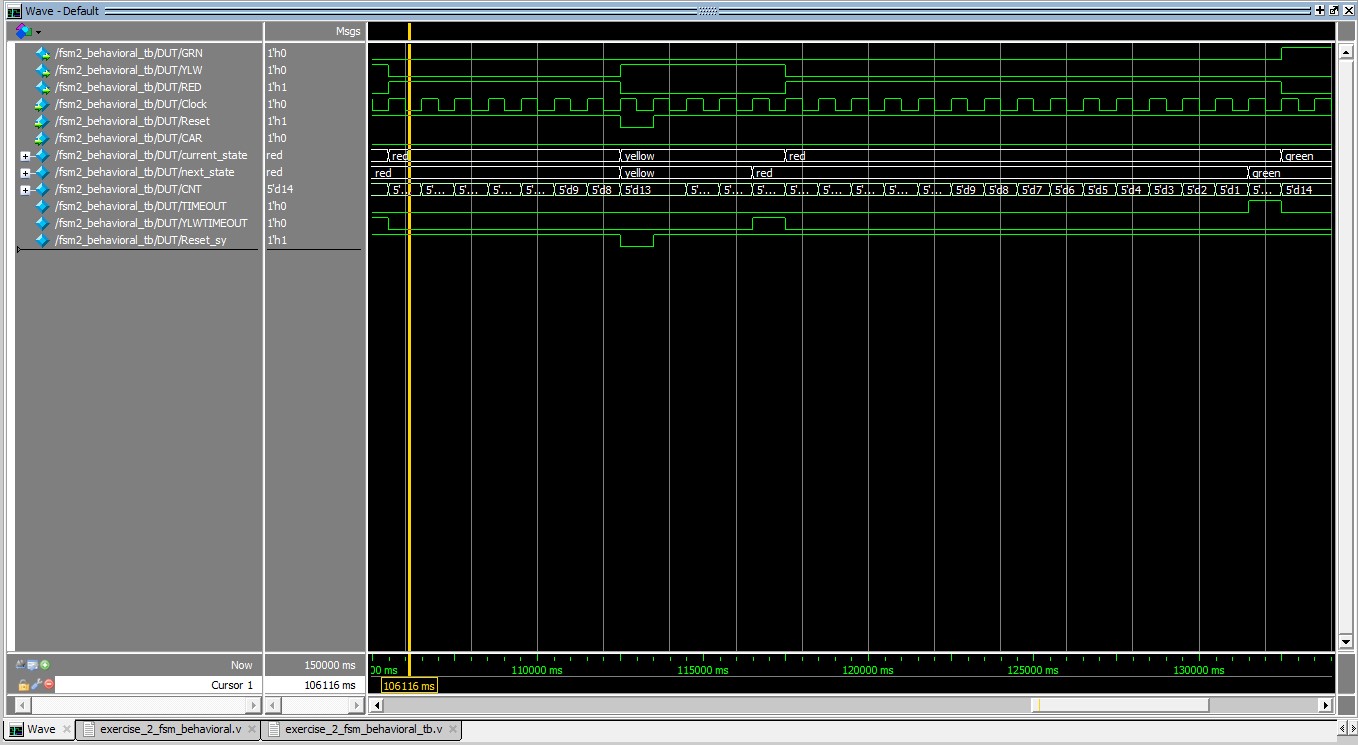 Wave - Default
Msgs
/fsm2_behavioral_tb/DUT/GRN 1'h0
/fsm2_behavioral_tb/DUT/YLW 1'h0
/fsm2_behavioral_tb/DUT/RED 1'h1
/fsm2_behavioral_tb/DUT/Clock 1'h0
/fsm2_behavioral_tb/DUT/Reset 1'h1
/fsm2_behavioral_tb/DUT/CAR 1'h0
/fsm2_behavioral_tb/DUT/current_state red red yellow red green
/fsm2_behavioral_tb/DUT/next_state red red yellow red green
/fsm2_behavioral_tb/DUT/CNT 5'd14 5'... 5'... 5'... 5'... 5'... 5'd9 5'd8 5'd13 5'... 5'... 5'... 5'... 5'... 5'... 5'... 5'... 5'd9 5'd8 5'd7 5'd6 5'd5 5'd4 5'd3 5'd2 5'd1 5'... 5'd14
/fsm2_behavioral_tb/DUT/TIMEOUT 1'h0
/fsm2_behavioral_tb/DUT/YLWTIMEOUT 1'h0
/fsm2_behavioral_tb/DUT/Reset_sy 1'h1
Now 150000 ms 00 ms 110000 ms 115000 ms 120000 ms 125000 ms 130000 ms
Cursor 1 106116 ms 106116 ms
Wave exercise_2_fsm_behavioral.v exercise_2_fsm_behavioral_tb.v